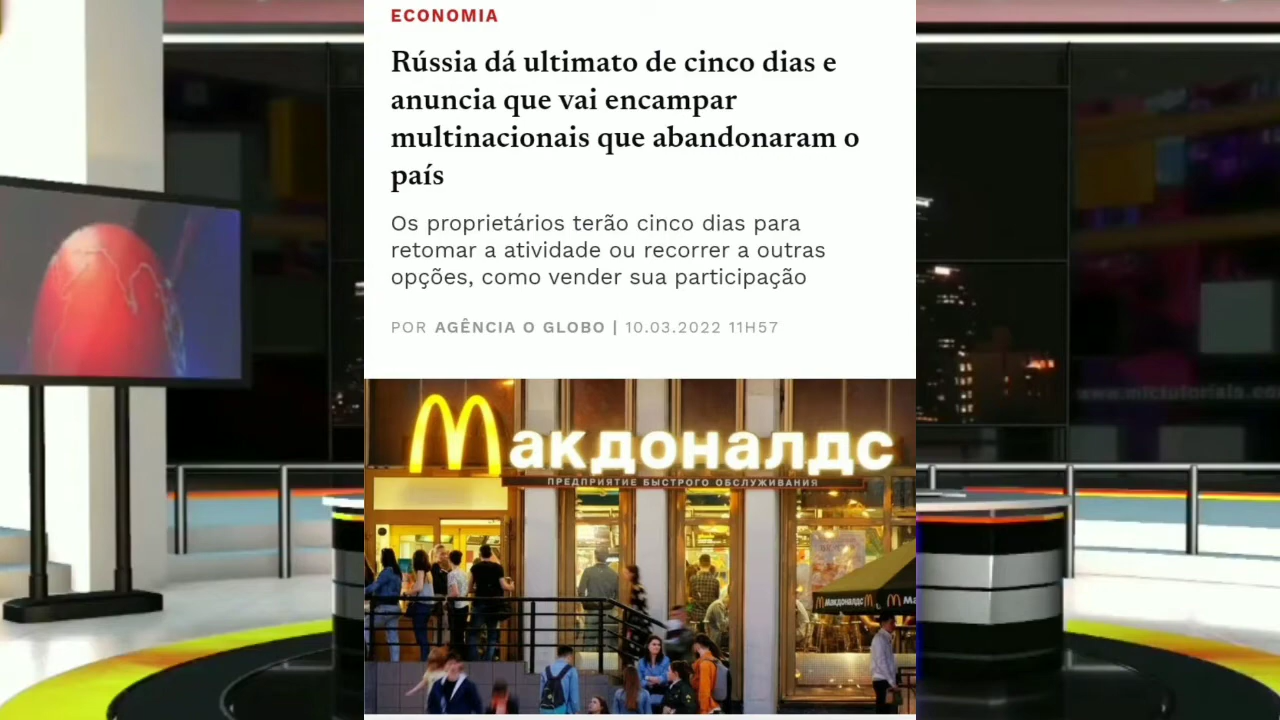 ECONOMIA
Rússia dá ultimato de cinco dias e
anuncia que vai encampar
multinacionais que abandonaram o
país
Os proprietários terão cinco dias para
retomar a atividade ou recorrer a outras
opções, como vender sua participação
POR AGÊNCIA O GLOBO | 10.03.2022 11H57
Макдоналдс
ПРЕДПРИЯТИЕ БЫСТРОГО ОБСЛУЖИВАНИЯ
Макдоналдс